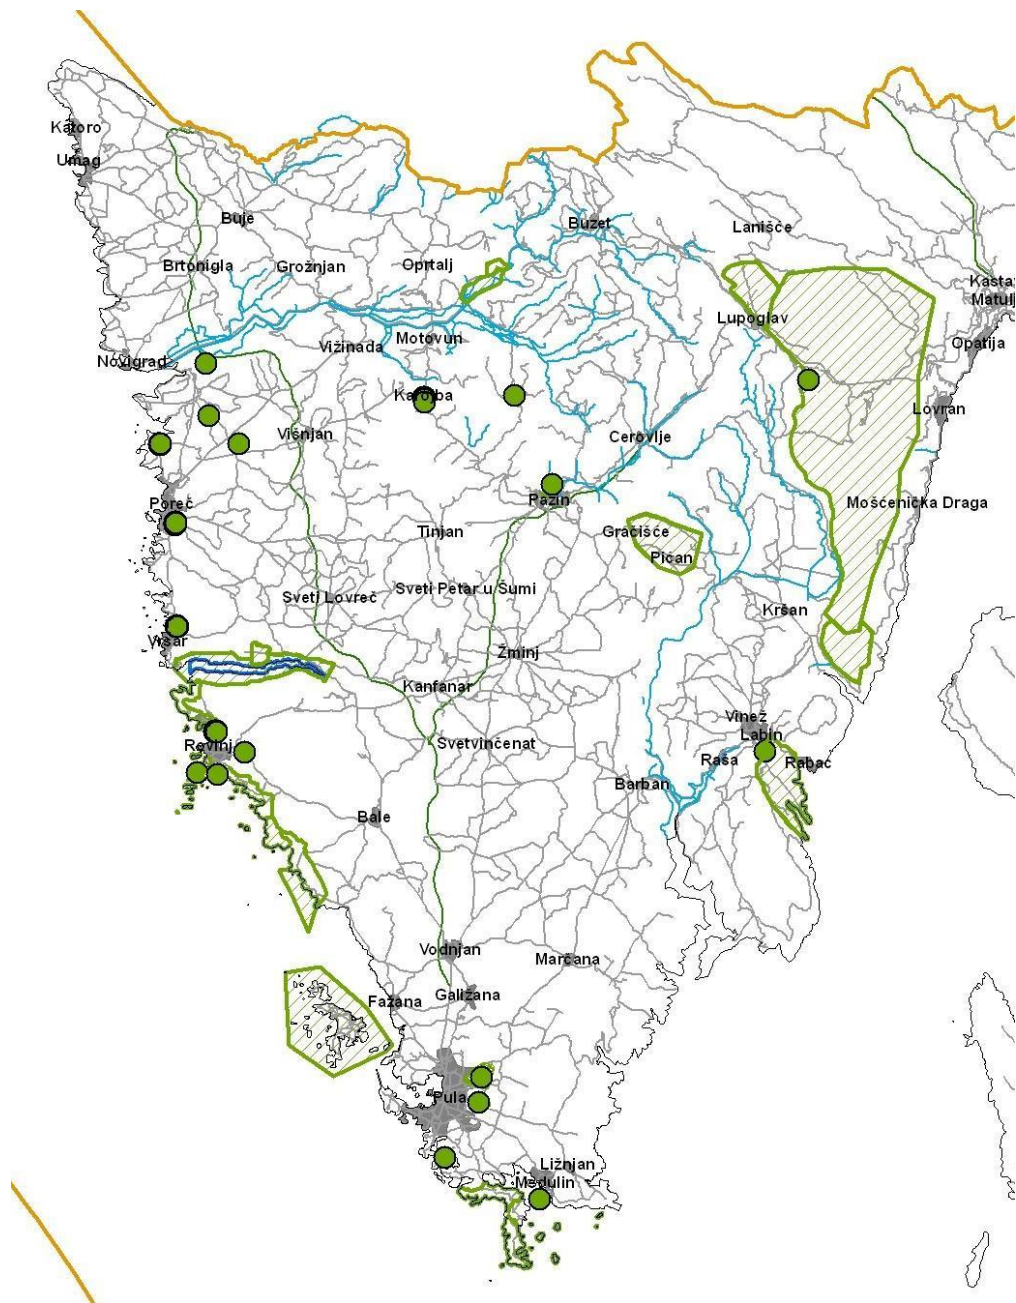 Katoro
Umag
Buje
Buzet
Lanišće
Brtonigla
Grožnjan
Oprtalj
Kastav
Matulji
Lupoglav
Novigrad
Vižinada
Motovun
Opatija
Karojba
Lovran
Višnjan
Cerovlje
Poreč
Pazin
Mošćenička Draga
Tinjan
Gračišće
Pićan
Sveti Lovreč
Sveti Petar u Šumi
Kršan
Vrsar
Žminj
Kanfanar
Vinež
Labin
Rovinj
Svetvinčenat
Raša
Rabac
Barban
Bale
Vodnjan
Marčana
Fažana
Galižana
Pula
Ližnjan
Medulin